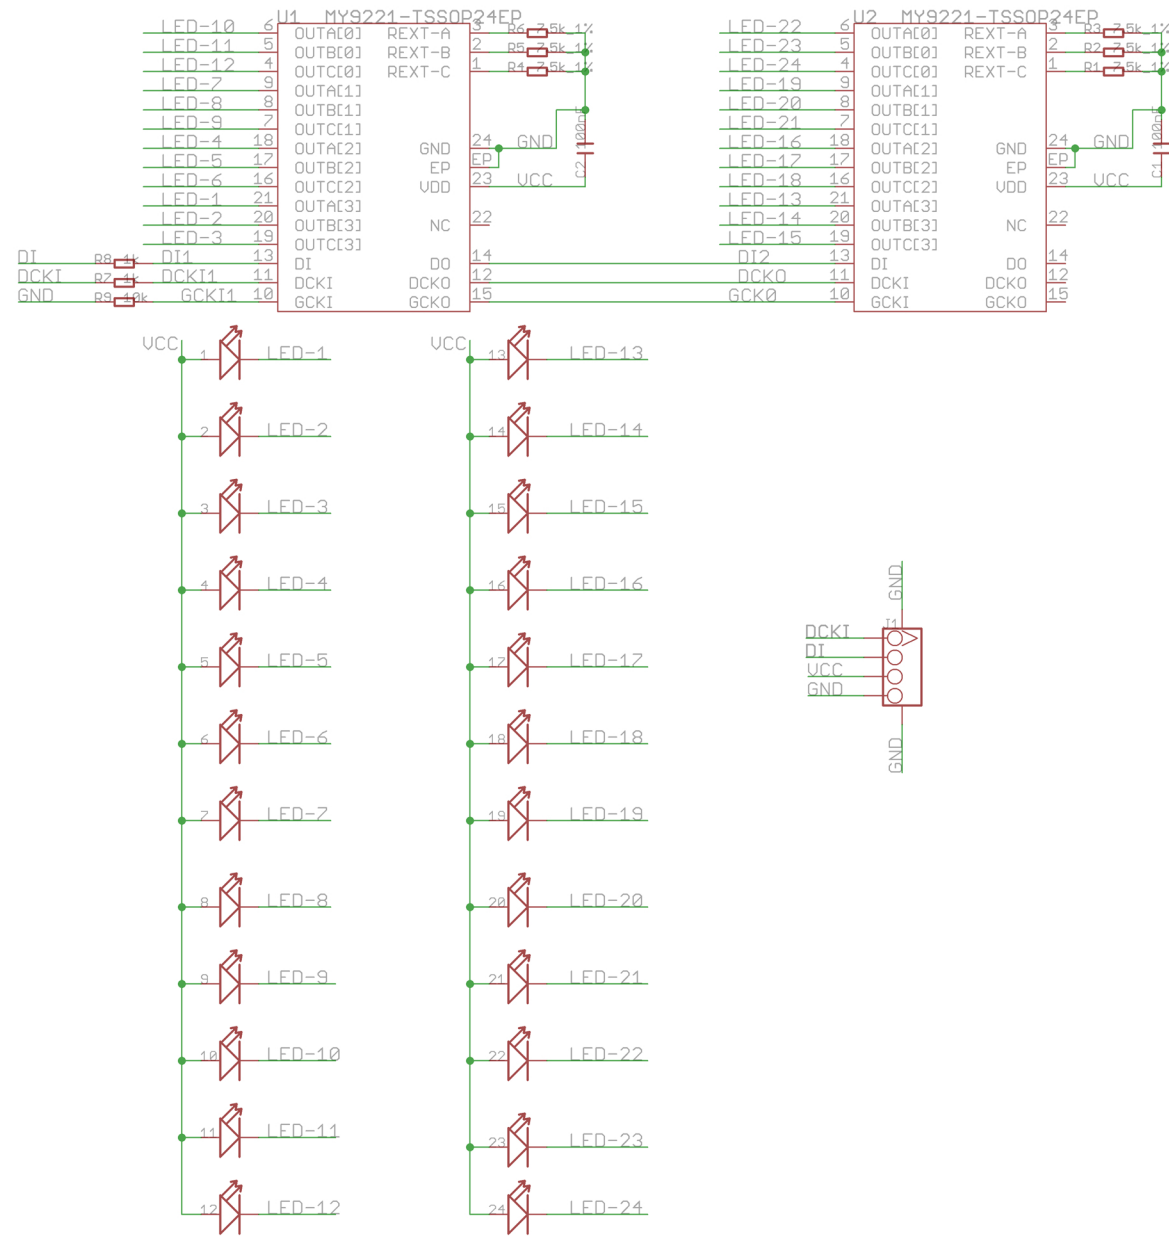 U1 MY9221-TSSOP24EP U2 MY9221-TSSOP24EP
LED-10 6 OUTA[0] REXT-A 3 R6 7.5k 1% LED-22 6 OUTA[0] REXT-A 3 R3 7.5k 1%
LED-11 5 OUTB[0] REXT-B 2 R5 7.5k 1% LED-23 5 OUTB[0] REXT-B 2 R2 7.5k 1%
LED-12 4 OUTC[0] REXT-C 1 R4 7.5k 1% LED-24 4 OUTC[0] REXT-C 1 R1 7.5k 1%
LED-7 9 OUTA[1] LED-19 9 OUTA[1]
LED-8 8 OUTB[1] LED-20 8 OUTB[1]
LED-9 7 OUTC[1] LED-21 7 OUTC[1]
LED-4 18 OUTA[2] GND 24 GND C2 100n LED-16 18 OUTA[2] GND 24 GND C1 100n
LED-5 17 OUTB[2] EP EP LED-17 17 OUTB[2] EP EP
LED-6 16 OUTC[2] VDD 23 VCC LED-18 16 OUTC[2] VDD 23 VCC
LED-1 21 OUTA[3] LED-13 21 OUTA[3]
LED-2 20 OUTB[3] NC 22 LED-14 20 OUTB[3] NC 22
LED-3 19 OUTC[3] LED-15 19 OUTC[3]
DI R8 1k DI1 13 DI DO 14 DI2 13 DI DO 14
DCKI R7 1k DCKI1 11 DCKI DCKO 12 DCKO 11 DCKI DCKO 12
GND R9 10k GCKI1 10 GCKI GCKO 15 GCKO 10 GCKI GCKO 15
VCC VCC
1 LED-1 13 LED-13
2 LED-2 14 LED-14
3 LED-3 15 LED-15
4 LED-4 16 LED-16
5 LED-5 17 LED-17
6 LED-6 18 LED-18
7 LED-7 19 LED-19
8 LED-8 20 LED-20
9 LED-9 21 LED-21
10 LED-10 22 LED-22
11 LED-11 23 LED-23
12 LED-12 24 LED-24
GND
J1
DCKI
DI
VCC
GND
GND